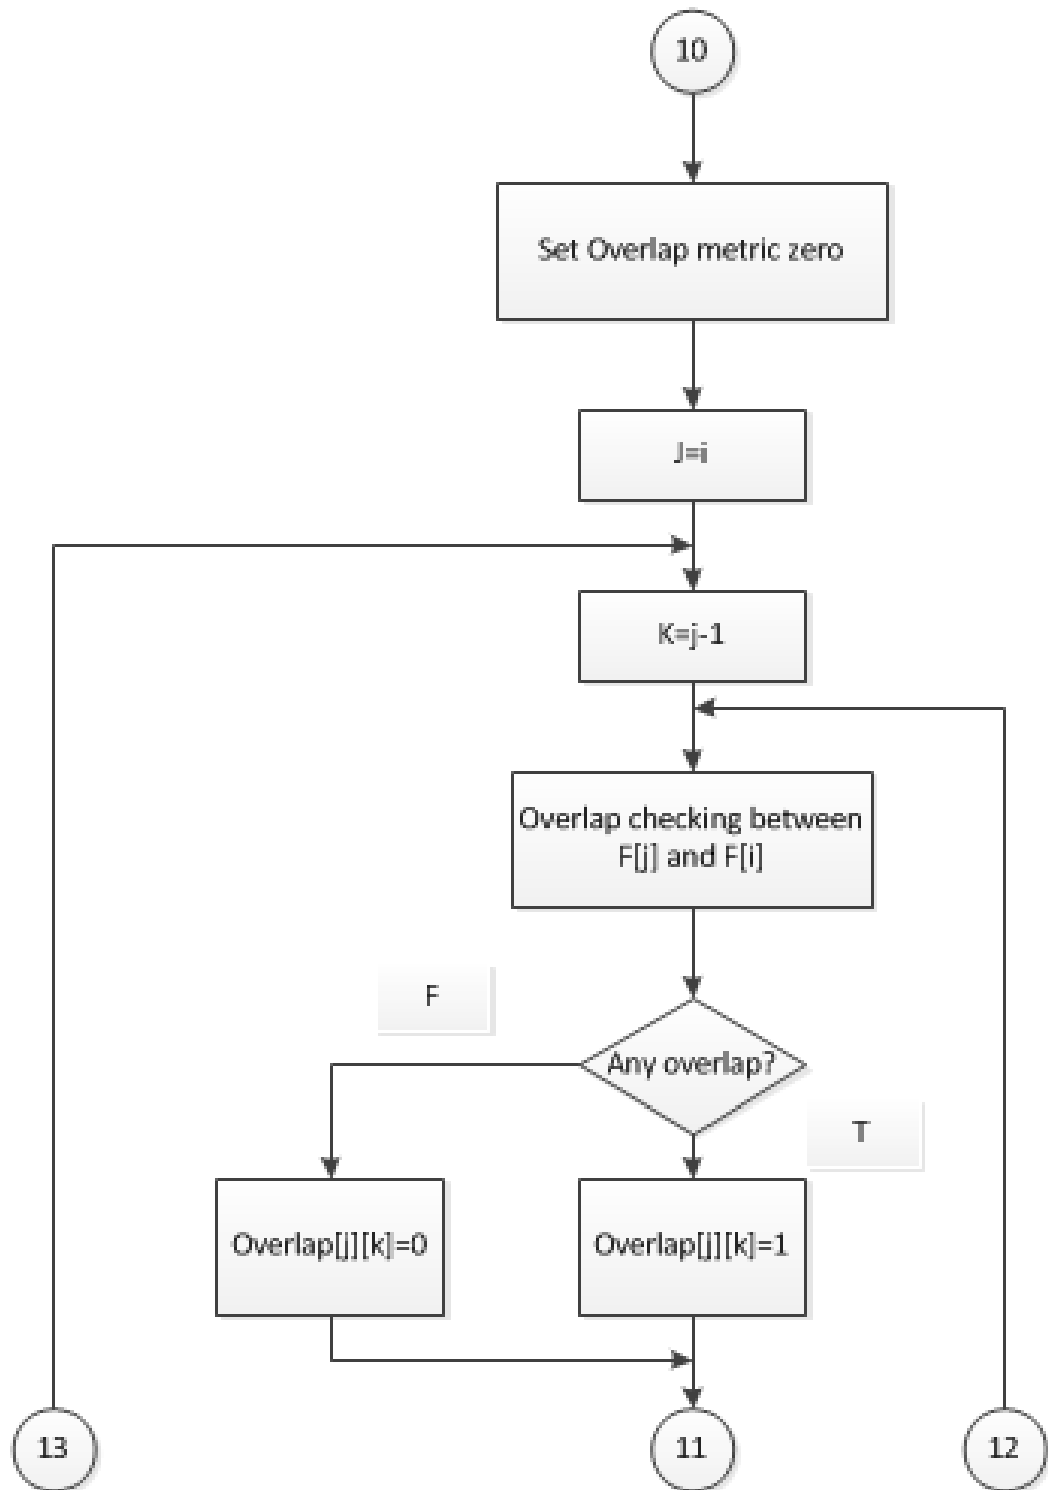 10
Set Overlap metric zero
J=i
K=j-1
Overlap checking between
F[j] and F[i]
F
Any overlap?
T
Overlap[j][k]=0
Overlap[j][k]=1
13
11
12